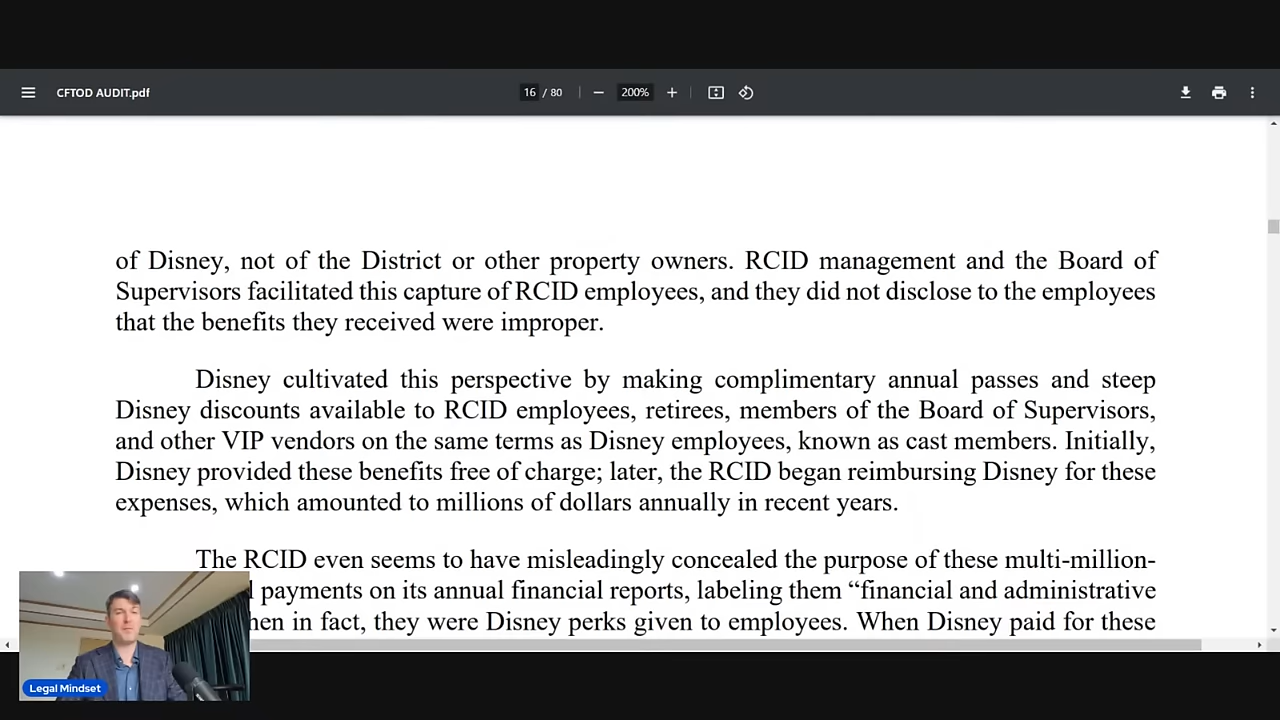 CFTOD AUDIT.pdf
16 / 80
200%
of Disney, not of the District or other property owners. RCID management and the Board of
Supervisors facilitated this capture of RCID employees, and they did not disclose to the employees
that the benefits they received were improper.
Disney cultivated this perspective by making complimentary annual passes and steep
Disney discounts available to RCID employees, retirees, members of the Board of Supervisors,
and other VIP vendors on the same terms as Disney employees, known as cast members. Initially,
Disney provided these benefits free of charge; later, the RCID began reimbursing Disney for these
expenses, which amounted to millions of dollars annually in recent years.
The RCID even seems to have misleadingly concealed the purpose of these multi-million-
payments on its annual financial reports, labeling them “financial and administrative
in fact, they were Disney perks given to employees. When Disney paid for these
Legal Mindset